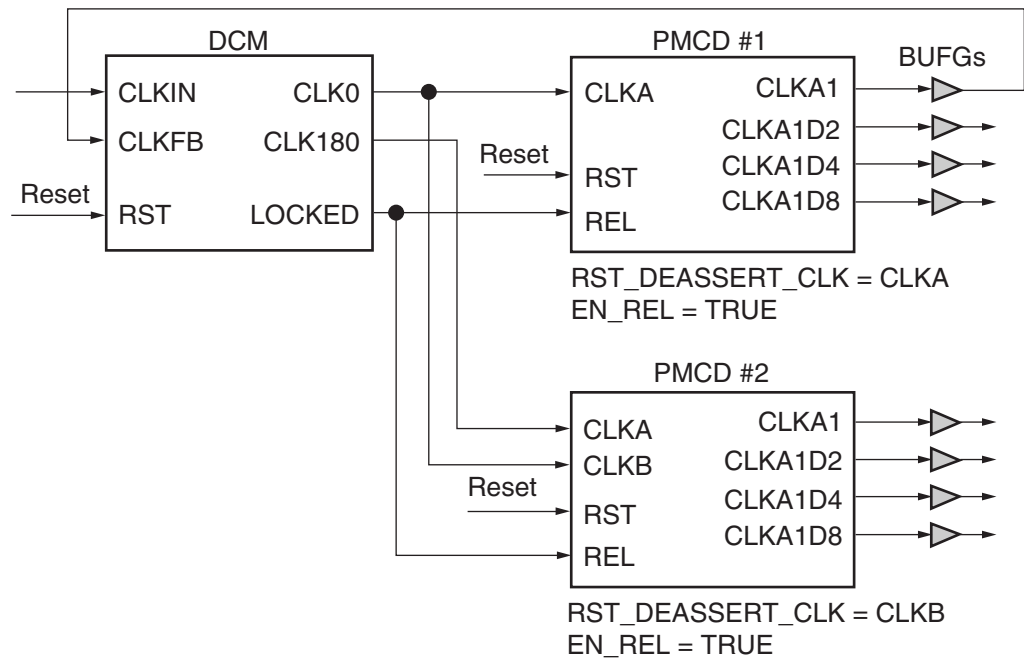 DCM
PMCD #1
BUFGs
CLKIN
CLK0
CLKFB
CLK180
Reset
RST
LOCKED
CLKA
CLKA1
CLKA1D2
Reset
CLKA1D4
RST
CLKA1D8
REL
RST_DEASSERT_CLK = CLKA
EN_REL = TRUE
PMCD #2
CLKA
CLKA1
CLKB
CLKA1D2
Reset
CLKA1D4
RST
CLKA1D8
REL
RST_DEASSERT_CLK = CLKB
EN_REL = TRUE